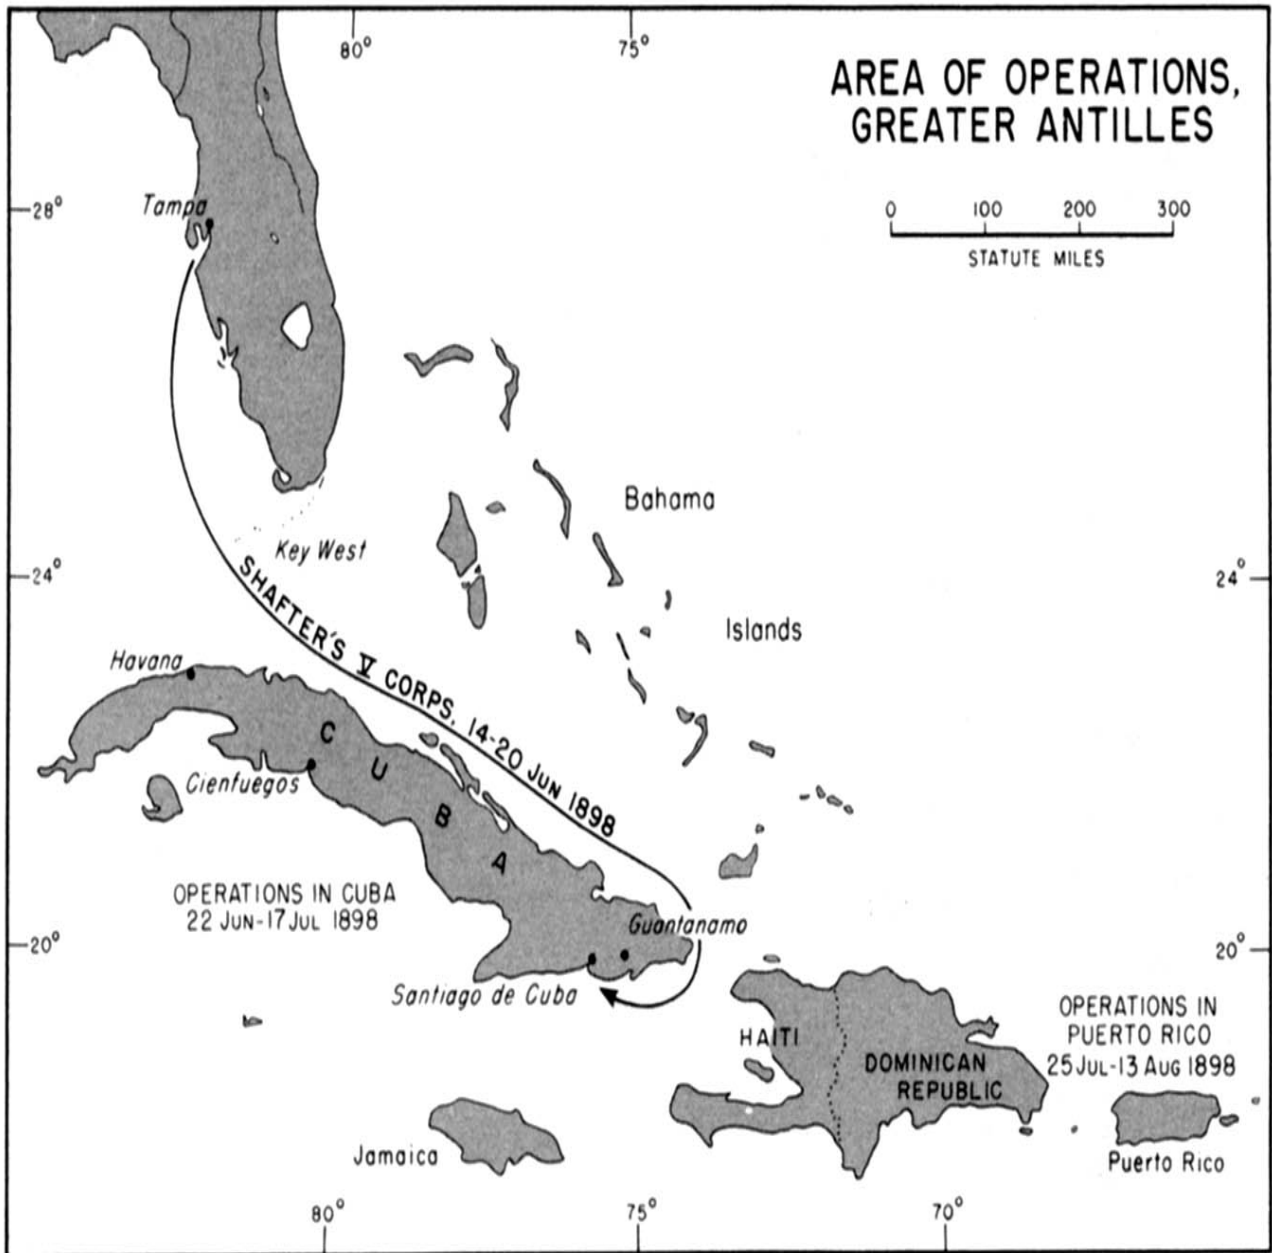 80°
75°
AREA OF OPERATIONS,
GREATER ANTILLES
0 100 200 300
STATUTE MILES
28°
Tampa
Bahama
Key West
24°
24°
SHAFTER'S V CORPS, 14-20 JUN 1898
Islands
Havana
CUBA
Cienfuegos
OPERATIONS IN CUBA
22 JUN-17 JUL 1898
Guantanamo
20°
20°
Santiago de Cuba
HAITI
DOMINICAN
REPUBLIC
OPERATIONS IN
PUERTO RICO
25 JUL-13 AUG 1898
Jamaica
Puerto Rico
80°
75°
70°